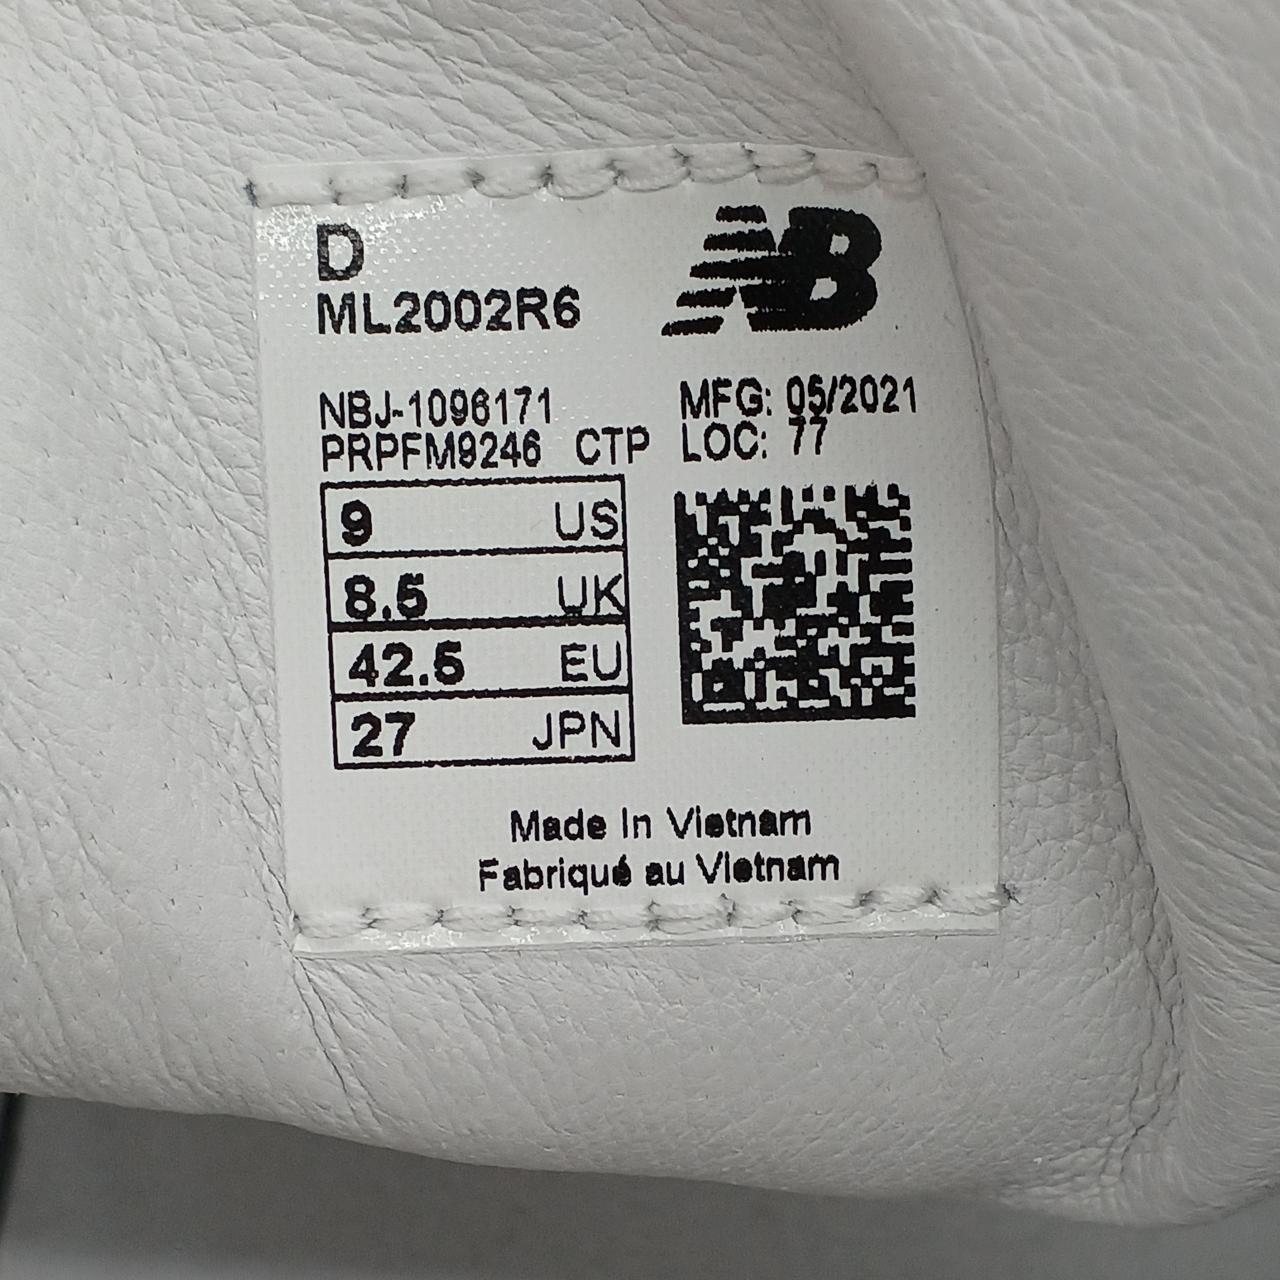 D
NB
ML2002R6
NBJ-1096171 MFG: 05/2021
PRPFM9246 CTP LOC: 77
9 US
8.5 UK
42.5 EU
27 JPN
Made In Vietnam
Fabriqué au Vietnam